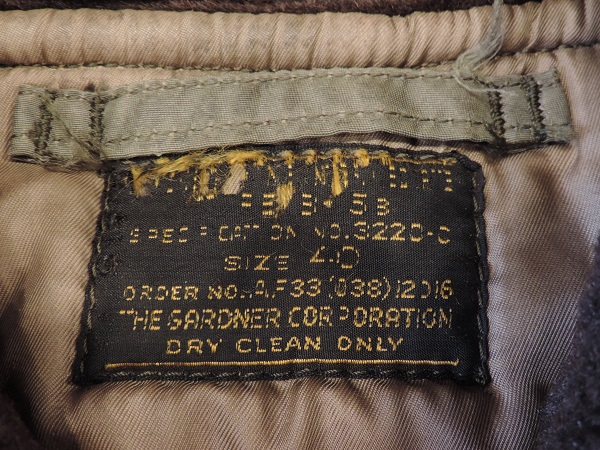 SPECIFICATION NO. 3220-C
SIZE 40
ORDER NO. AF33 (038) 12016
THE GARDNER CORPORATION
DRY CLEAN ONLY